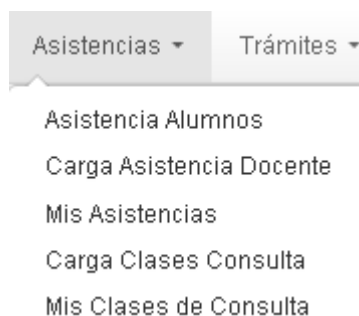 Asistencias Trámites
Asistencia Alumnos
Carga Asistencia Docente
Mis Asistencias
Carga Clases Consulta
Mis Clases de Consulta